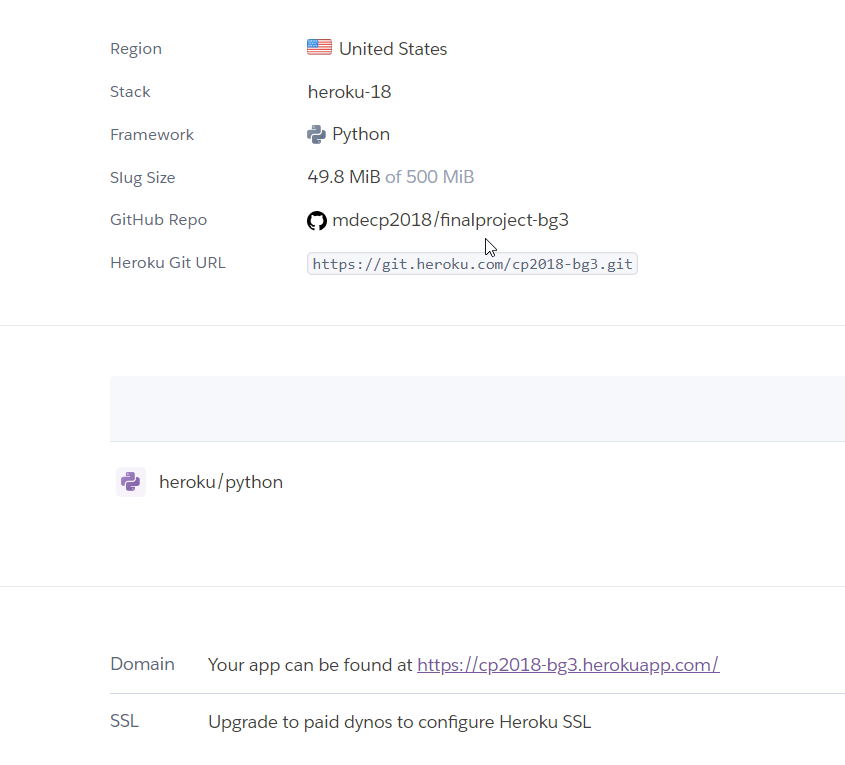 Region United States
Stack heroku-18
Framework Python
Slug Size 49.8 MiB of 500 MiB
GitHub Repo mdecp2018/finalproject-bg3
Heroku Git URL https://git.heroku.com/cp2018-bg3.git
heroku/python
Domain Your app can be found at https://cp2018-bg3.herokuapp.com/
SSL Upgrade to paid dynos to configure Heroku SSL